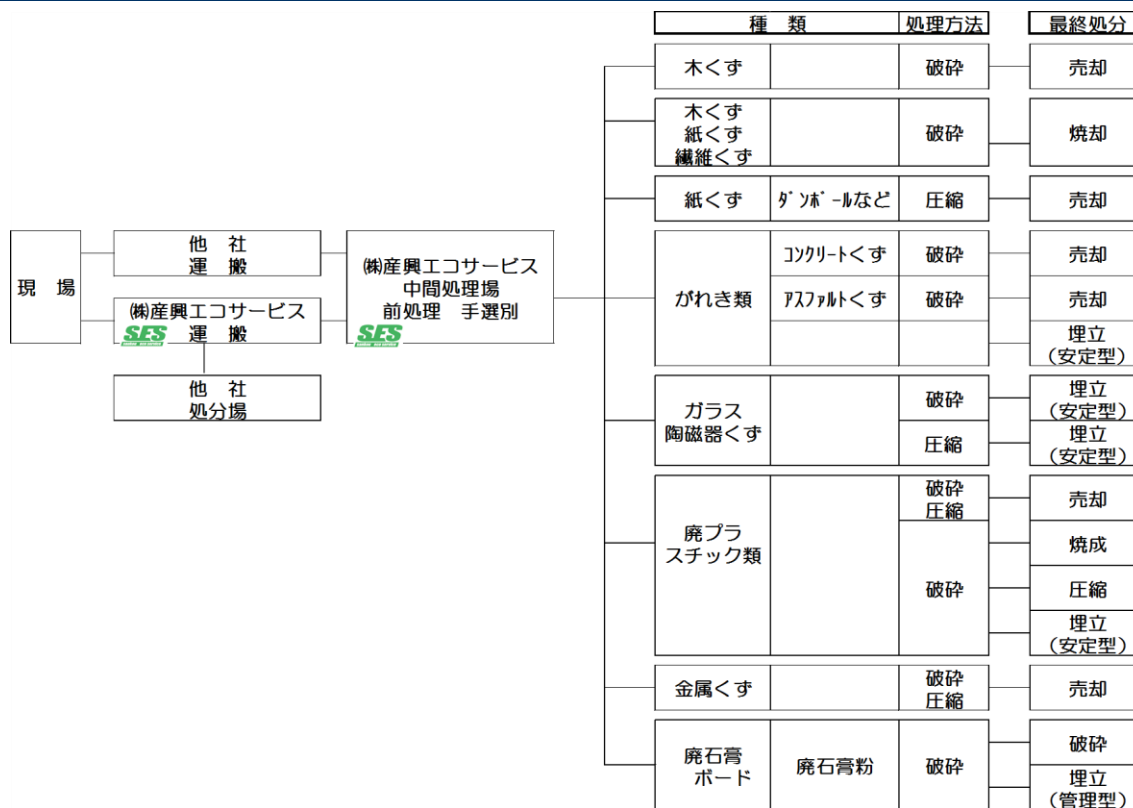 種　類　処理方法　最終処分
現　場
他　社
運　搬
㈱産興エコサービス
SES 運　搬
他　社
処分場
㈱産興エコサービス
中間処理場
前処理　手選別
SES
木くず　破砕　売却
木くず
紙くず
繊維くず
破砕　焼却
紙くず　ﾀﾞﾝﾎﾞｰﾙなど　圧縮　売却
がれき類
ｺﾝｸﾘｰﾄくず　破砕　売却
ｱｽﾌｧﾙﾄくず　破砕　売却
埋立
（安定型）
ガラス
陶磁器くず
破砕
埋立
（安定型）
圧縮
埋立
（安定型）
廃プラ
スチック類
破砕
圧縮
売却
破砕
焼成
圧縮
埋立
（安定型）
金属くず
破砕
圧縮
売却
廃石膏
ボード
廃石膏粉　破砕
破砕
埋立
（管理型）